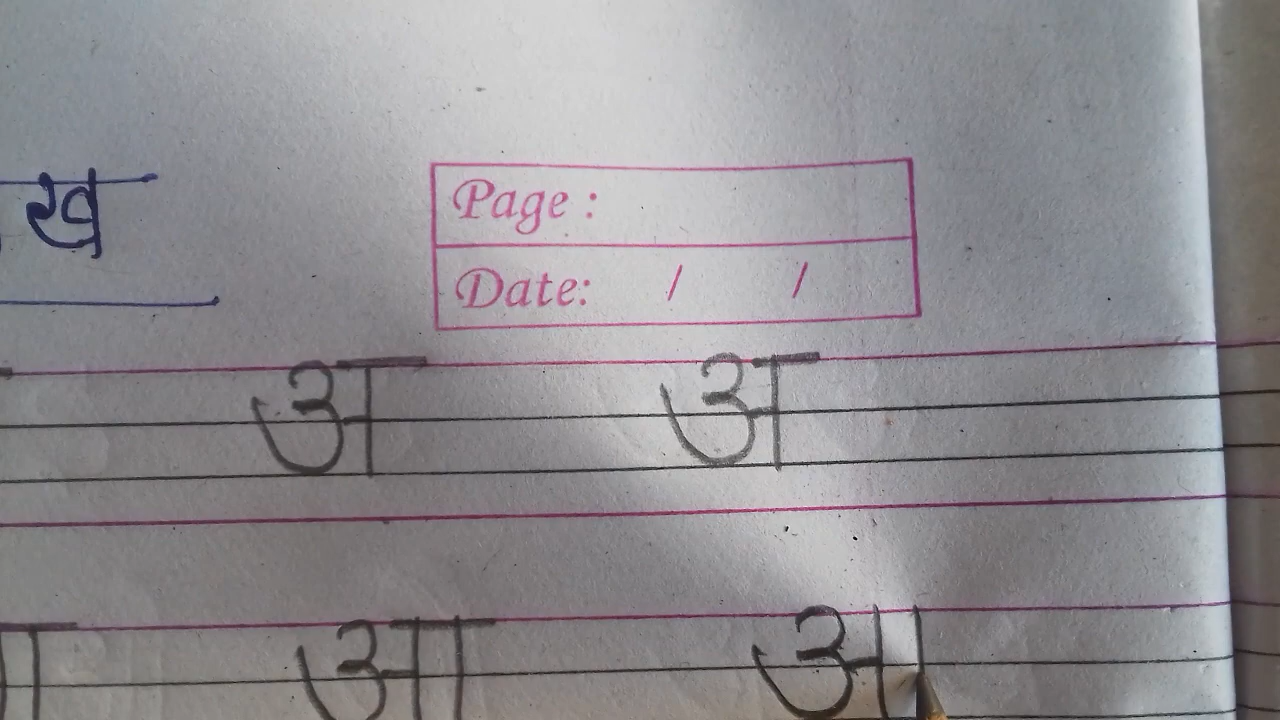 ख
Page :
Date: / /
अ अ
आ आ